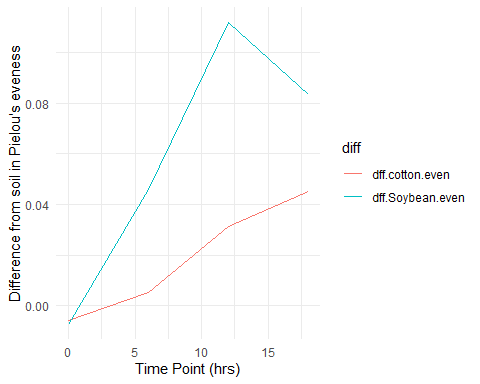 Difference from soil in Pielou's eveness
0.08
0.04
0.00
0
5
10
15
Time Point (hrs)
diff
dff.cotton.even
dff.Soybean.even